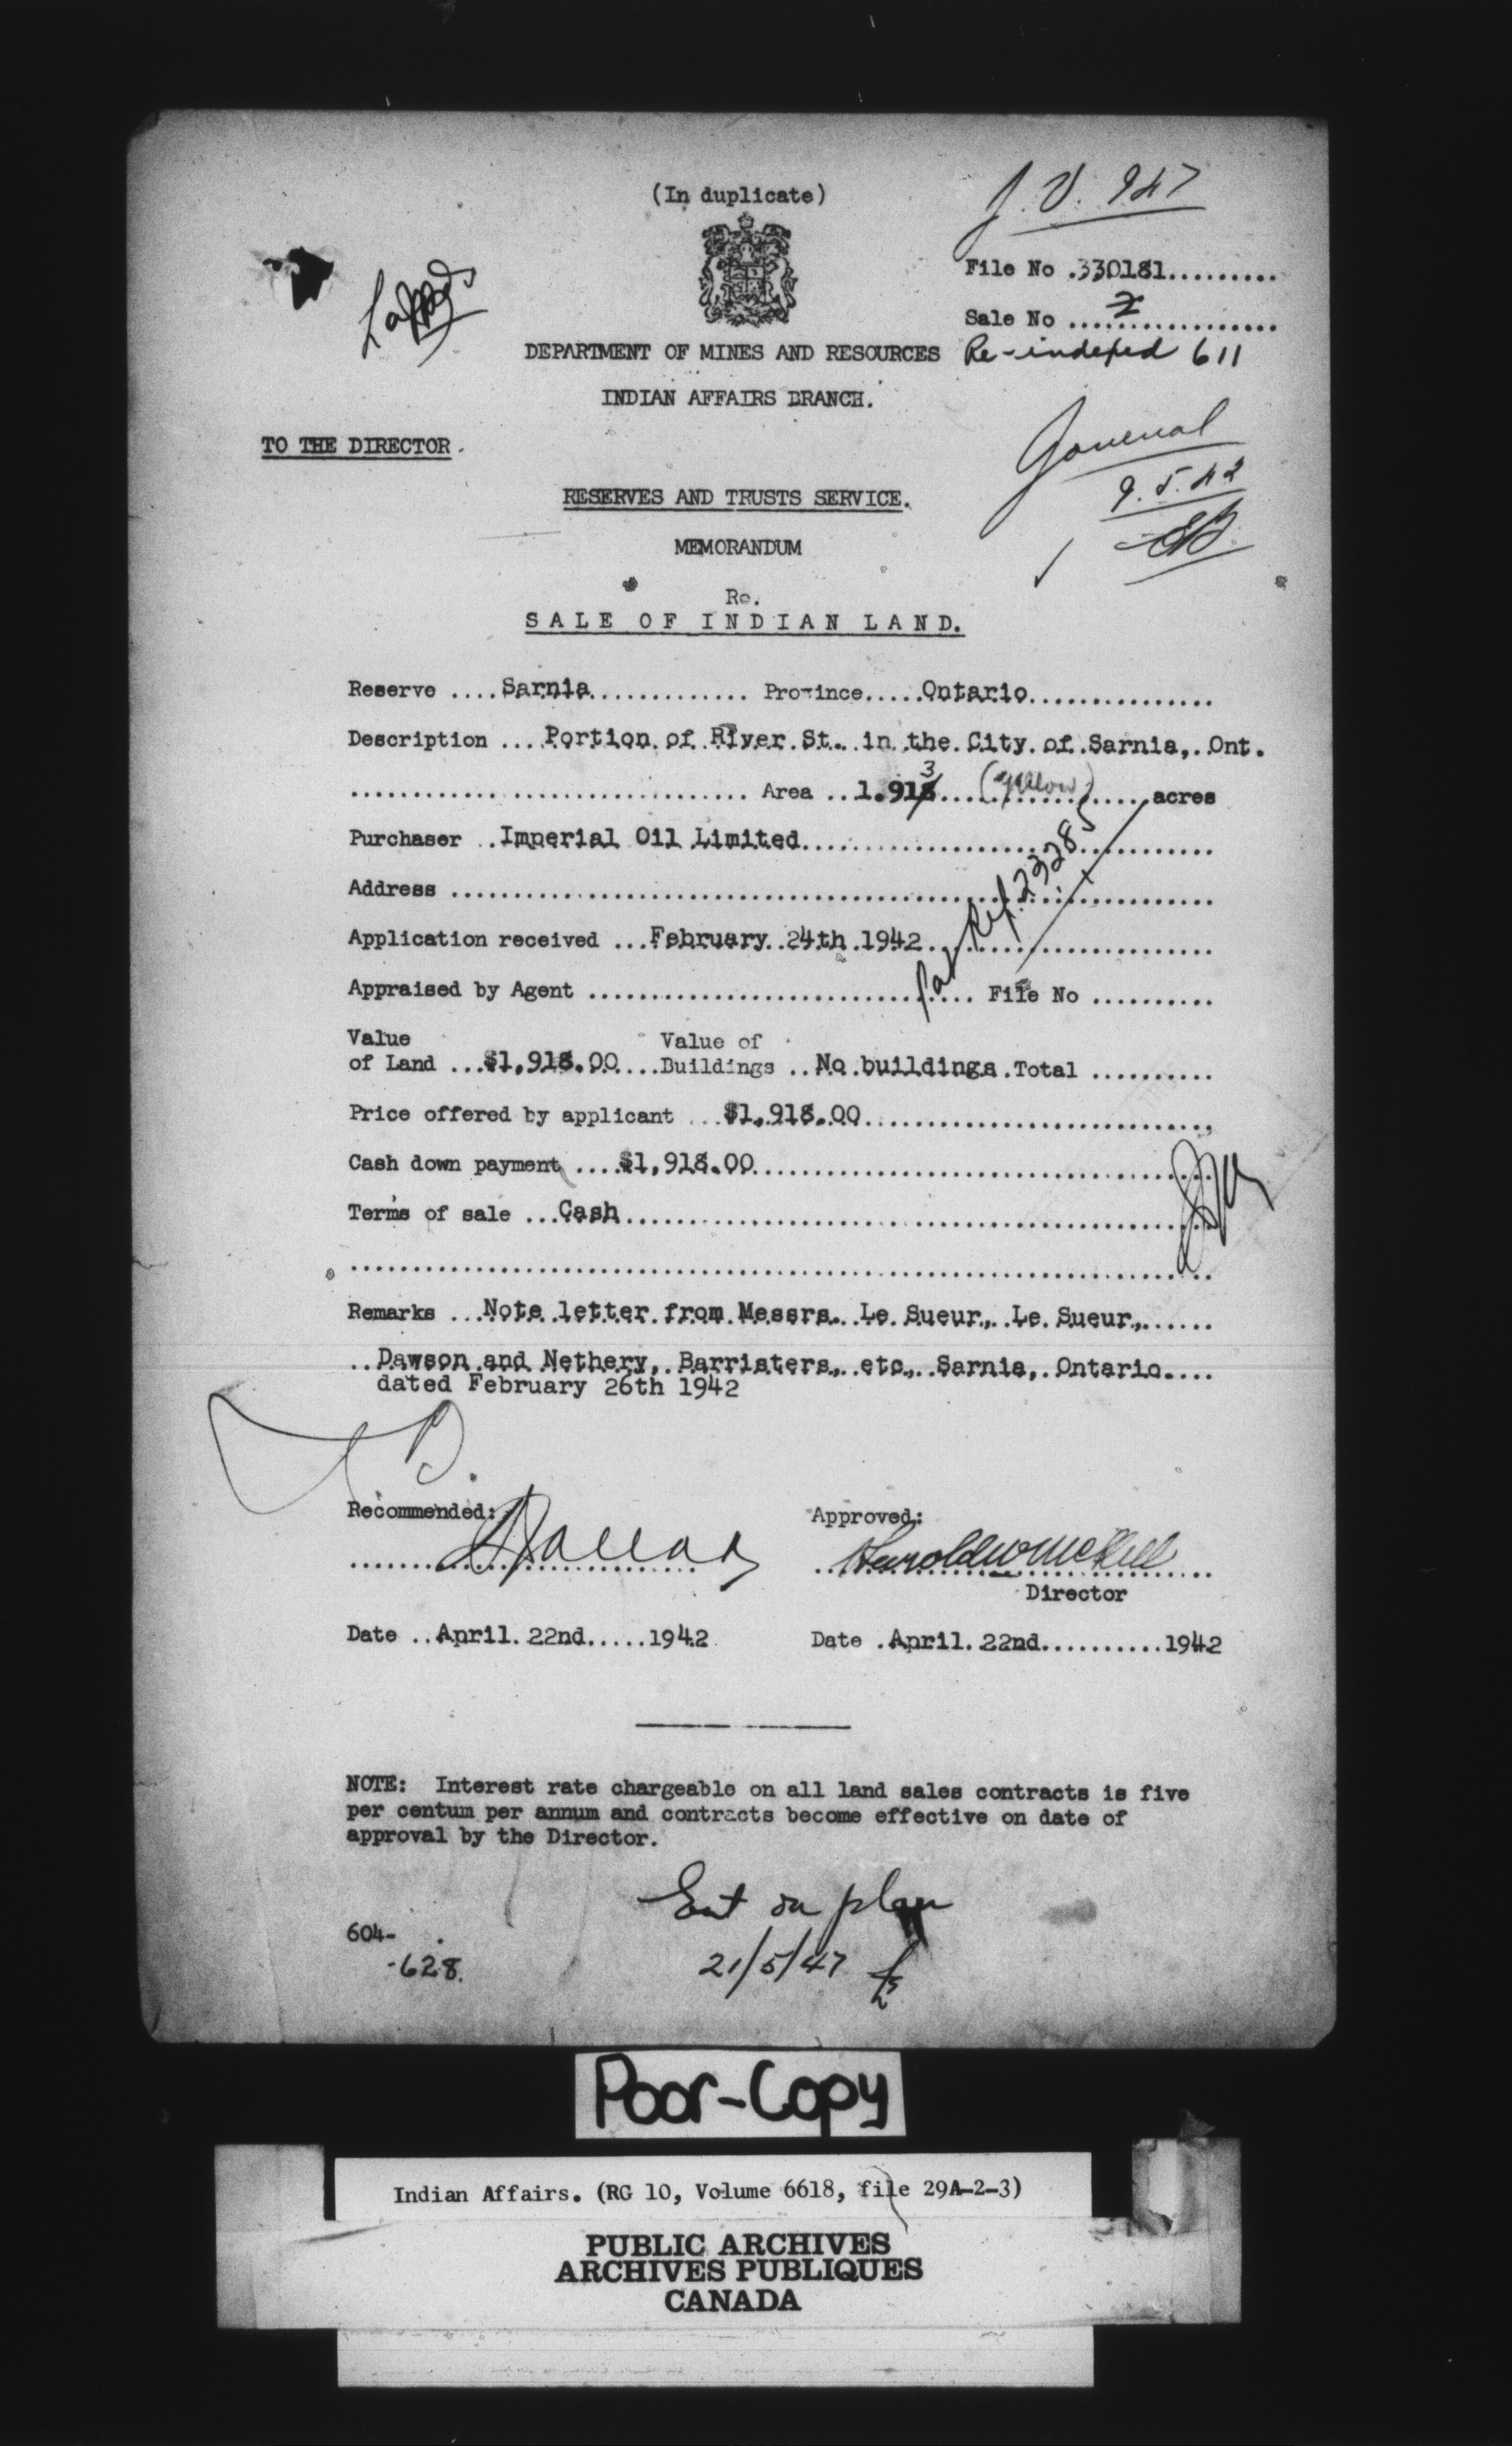 (In duplicate)
J.V. 947
File No .330181.........
Sale No .................
DEPARTMENT OF MINES AND RESOURCES
Re-indexed 611
INDIAN AFFAIRS BRANCH.
TO THE DIRECTOR.
9.5.42
RESERVES AND TRUSTS SERVICE.
MEMORANDUM
Re.
SALE OF INDIAN LAND.
Reserve ....Sarnia............. Province.....Ontario...............
Description ...Portion of River St. in the City of Sarnia, Ont.
Area ..1.918 3 (yellow) acres
Purchaser ..Imperial Oil Limited.................................
Address ............................................................
Ref. 23285
Application received ...February 24th 1942.......................
Appraised by Agent .............................. File No ..........
Value Value of
of Land ...$1,918.00...Buildings ..No buildings.Total ..........
Price offered by applicant ...$1,918.00............................
Cash down payment ....$1,918.00....................................
Terms of sale ...Cash...............................................
....................................................................
Remarks ...Note letter from Messrs. Le Sueur, Le Sueur,......
..Dawson and Nethery, Barristers, etc, Sarnia, Ontario....
dated February 26th 1942
Recommended: Approved:
Director
Date ..April 22nd.....1942 Date .April 22nd...........1942
NOTE: Interest rate chargeable on all land sales contracts is five
per centum per annum and contracts become effective on date of
approval by the Director.
Ent on plan
604-
-628.
21/5/47
Poor-Copy
Indian Affairs. (RG 10, Volume 6618, file 29A-2-3)
PUBLIC ARCHIVES
ARCHIVES PUBLIQUES
CANADA